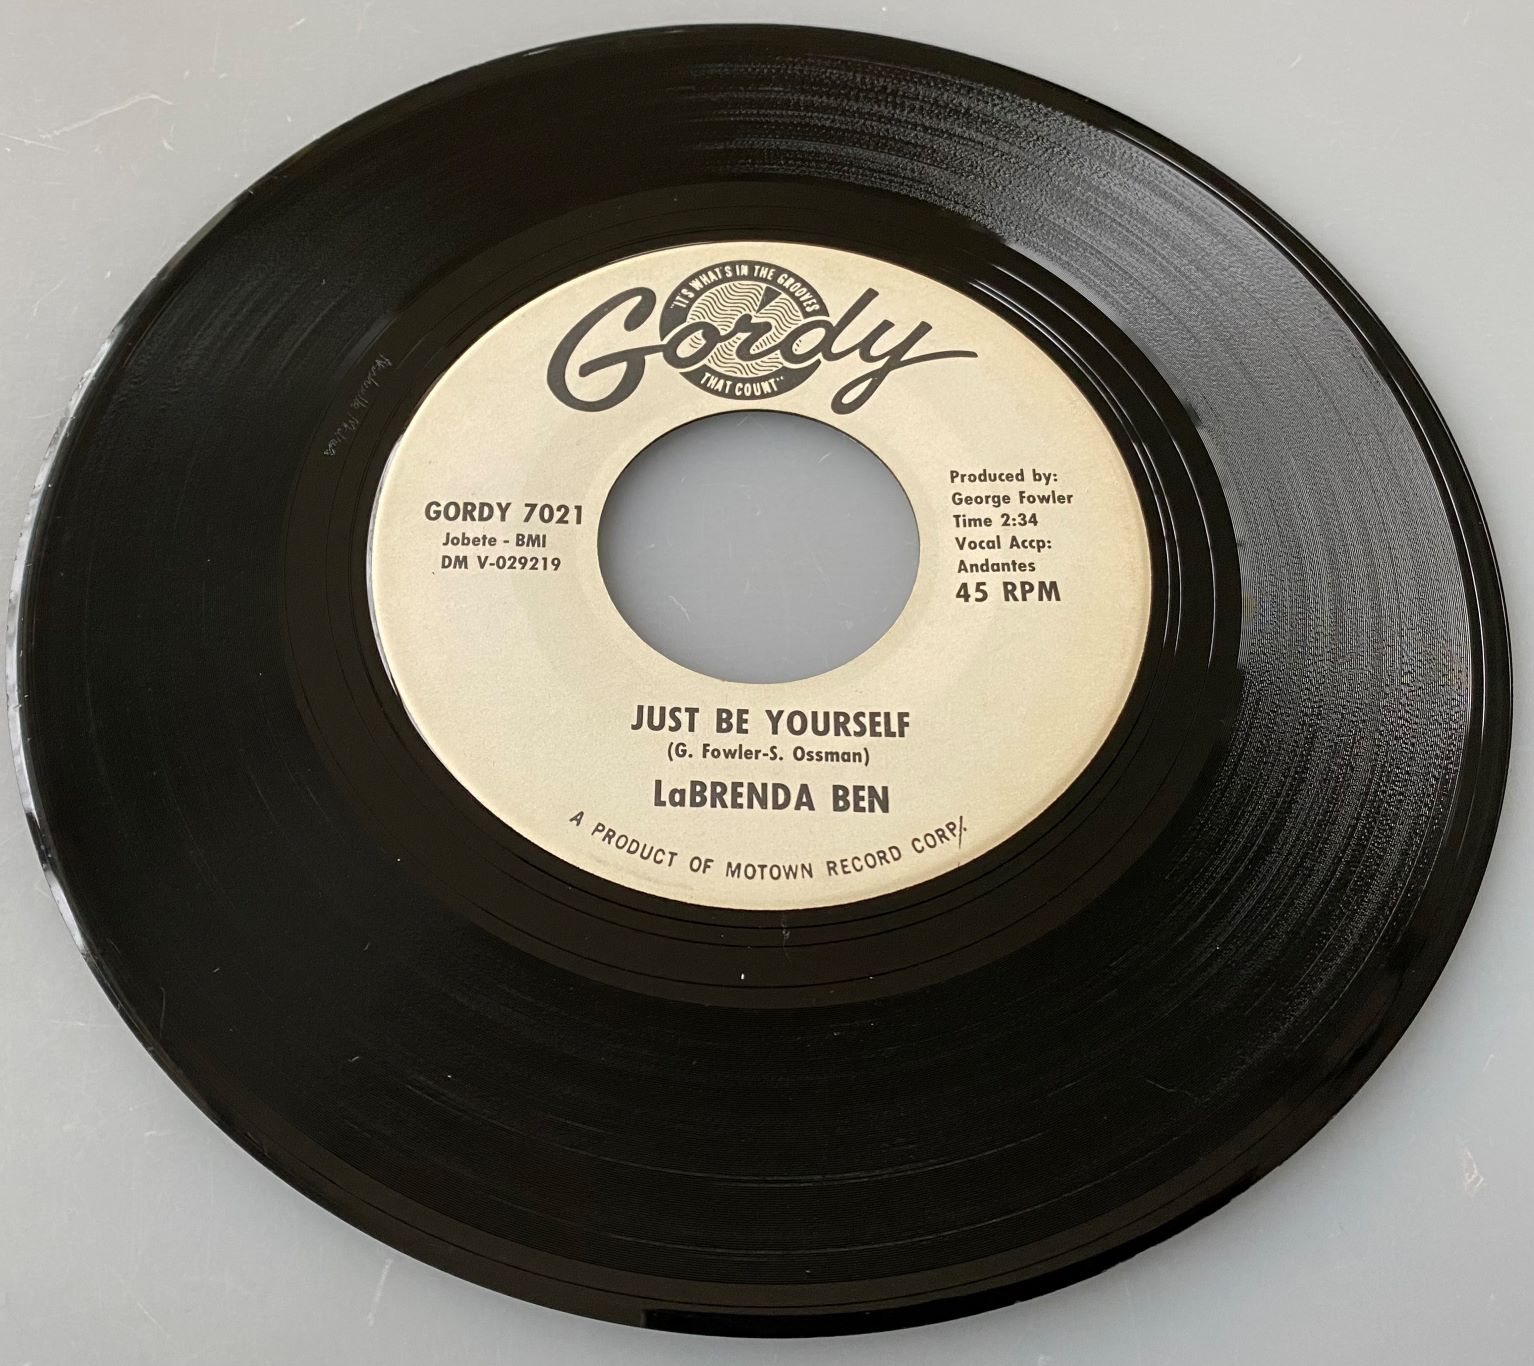 "IT'S WHAT'S IN THE GROOVES
Gordy
THAT COUNT"
GORDY 7021
Jobete - BMI
DM V-029219
Produced by:
George Fowler
Time 2:34
Vocal Accp:
Andantes
45 RPM
JUST BE YOURSELF
(G. Fowler-S. Ossman)
LaBRENDA BEN
A PRODUCT OF MOTOWN RECORD CORP.
Nashville Matrix